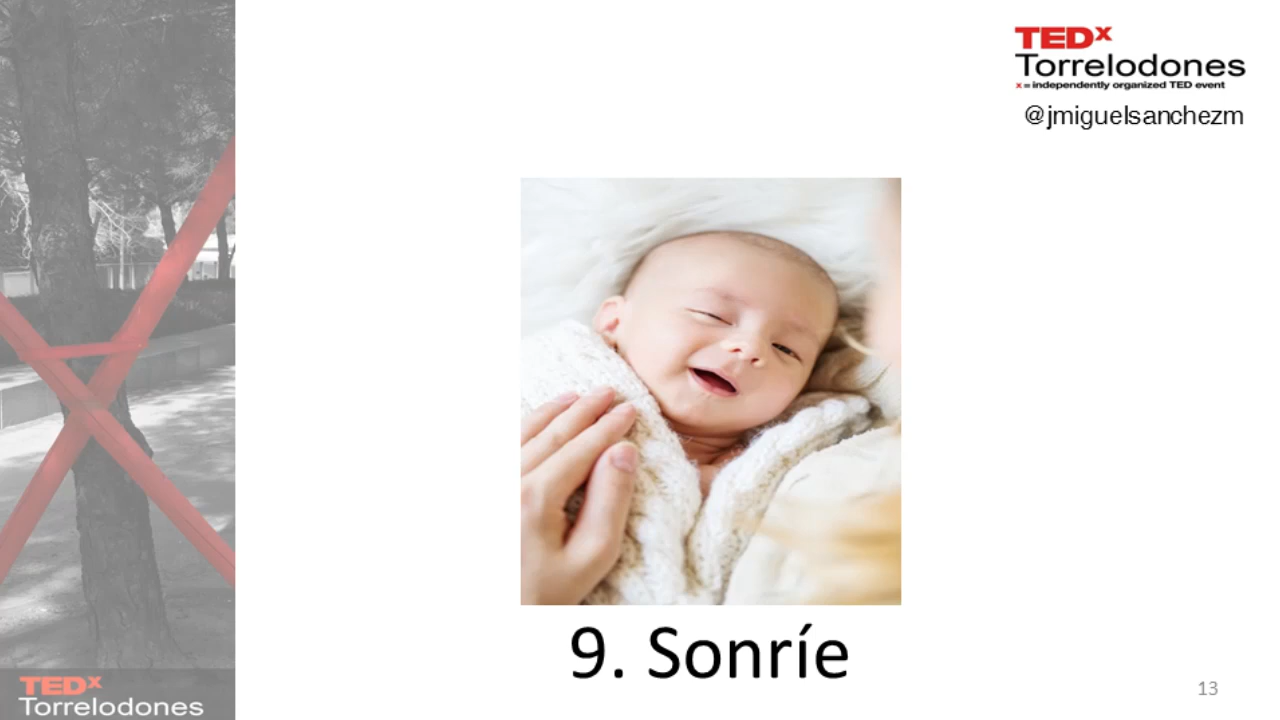 TEDx
Torrelodones
x = independently organized TED event
@jmiguelsanchezm
9. Sonríe
13
TEDx
Torrelodones